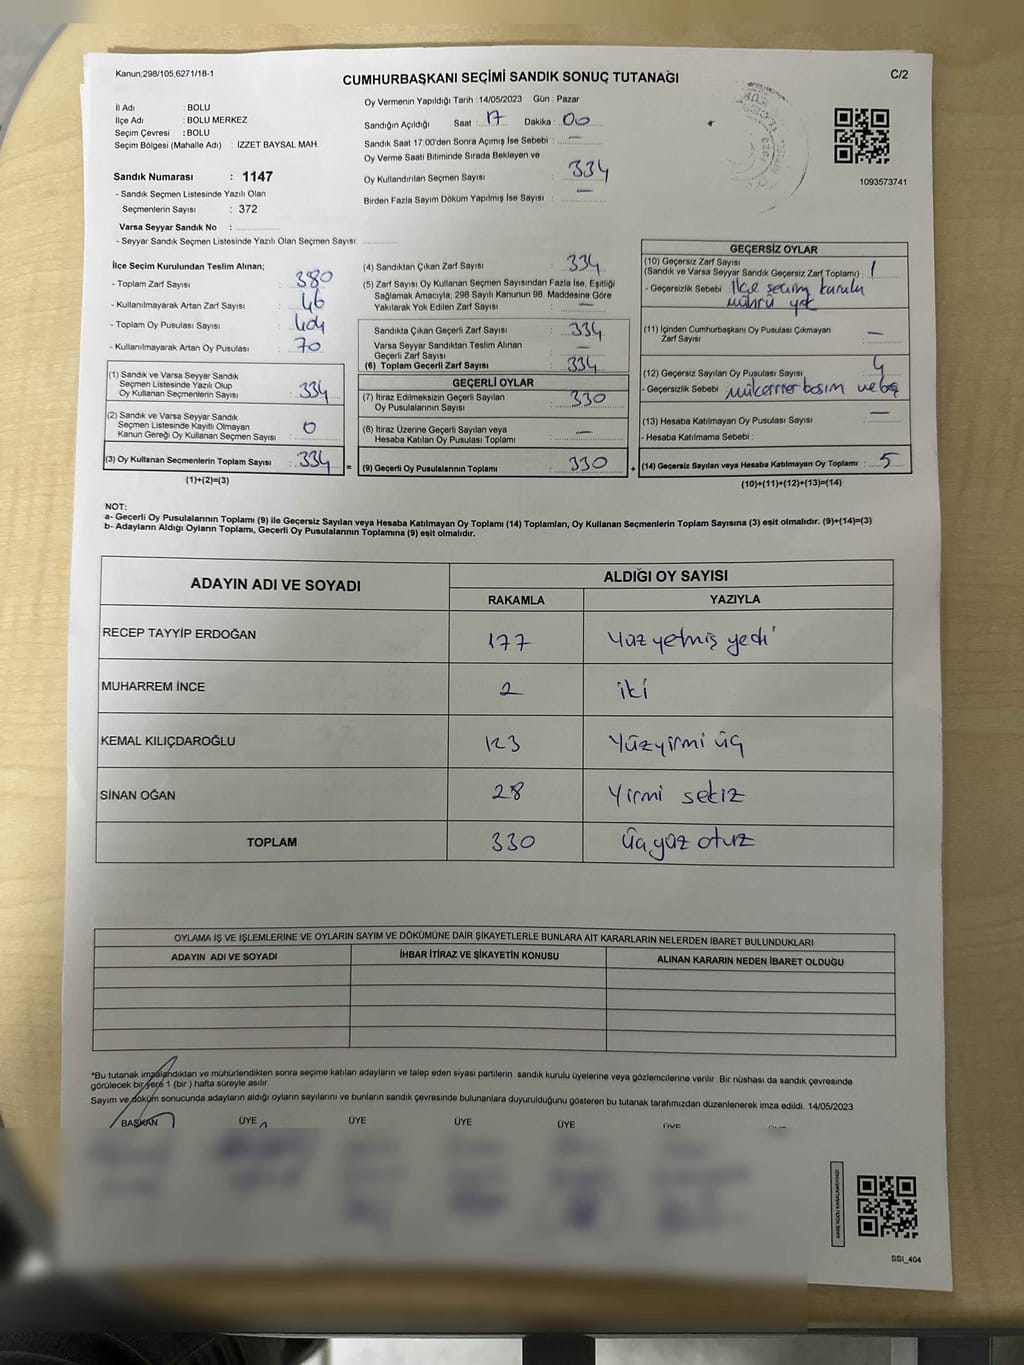 Kanun;298/105,6271/18-1
CUMHURBAŞKANI SEÇİMİ SANDIK SONUÇ TUTANAĞI
C/2
İl Adı : BOLU
İlçe Adı : BOLU MERKEZ
Seçim Çevresi : BOLU
Seçim Bölgesi (Mahalle Adı) : İZZET BAYSAL MAH.
Sandık Numarası : 1147
- Sandık Seçmen Listesinde Yazılı Olan
Seçmenlerin Sayısı : 372
Varsa Seyyar Sandık No :
- Seyyar Sandık Seçmen Listesinde Yazılı Olan Seçmen Sayısı:
Oy Vermenin Yapıldığı Tarih : 14/05/2023 Gün : Pazar
Sandığın Açıldığı Saat : 17 Dakika : 00
Sandık Saat 17:00'den Sonra Açımış İse Sebebi : —
Oy Verme Saati Bitiminde Sırada Bekleyen ve
Oy Kullandırılan Seçmen Sayısı : 334
Birden Fazla Sayım Döküm Yapılmış İse Sayısı : —
1093573741
İlçe Seçim Kurulundan Teslim Alınan;
- Toplam Zarf Sayısı : 380
- Kullanılmayarak Artan Zarf Sayısı : 46
- Toplam Oy Pusulası Sayısı : 404
- Kullanılmayarak Artan Oy Pusulası : 70
(1) Sandık ve Varsa Seyyar Sandık
Seçmen Listesinde Yazılı Olup
Oy Kullanan Seçmenlerin Sayısı : 334
(2) Sandık ve Varsa Seyyar Sandık
Seçmen Listesinde Kayıtlı Olmayan
Kanun Gereği Oy Kullanan Seçmen Sayısı : 0
(3) Oy Kullanan Seçmenlerin Toplam Sayısı : 334
(1)+(2)=(3)
(4) Sandıktan Çıkan Zarf Sayısı : 334
(5) Zarf Sayısı Oy Kullanan Seçmen Sayısından Fazla İse, Eşitliği
Sağlamak Amacıyla, 298 Sayılı Kanunun 98. Maddesine Göre
Yakılarak Yok Edilen Zarf Sayısı : —
Sandıkta Çıkan Geçerli Zarf Sayısı : 334
Varsa Seyyar Sandıktan Teslim Alınan
Geçerli Zarf Sayısı : —
(6) Toplam Geçerli Zarf Sayısı : 334
GEÇERLİ OYLAR
(7) İtiraz Edilmeksizin Geçerli Sayılan
Oy Pusulalarının Sayısı : 330
(8) İtiraz Üzerine Geçerli Sayılan veya
Hesaba Katılan Oy Pusulası Toplamı : —
= (9) Geçerli Oy Pusulalarının Toplamı : 330 +
GEÇERSİZ OYLAR
(10) Geçersiz Zarf Sayısı
(Sandık ve Varsa Seyyar Sandık Geçersiz Zarf Toplamı) : 1
- Geçersizlik Sebebi : İlçe seçim kurulu
mührü yok
(11) İçinden Cumhurbaşkanı Oy Pusulası Çıkmayan
Zarf Sayısı : —
(12) Geçersiz Sayılan Oy Pusulası Sayısı : 4
- Geçersizlik Sebebi : mükerrer basım ve boş
(13) Hesaba Katılmayan Oy Pusulası Sayısı : —
- Hesaba Katılmama Sebebi :
(14) Geçersiz Sayılan veya Hesaba Katılmayan Oy Toplamı : 5
(10)+(11)+(12)+(13)=(14)
NOT:
a- Geçerli Oy Pusulalarının Toplamı (9) ile Geçersiz Sayılan veya Hesaba Katılmayan Oy Toplamı (14) Toplamları, Oy Kullanan Seçmenlerin Toplam Sayısına (3) eşit olmalıdır. (9)+(14)=(3)
b- Adayların Aldığı Oyların Toplamı, Geçerli Oy Pusulalarının Toplamına (9) eşit olmalıdır.
ADAYIN ADI VE SOYADI ALDIĞI OY SAYISI
RAKAMLA YAZIYLA
RECEP TAYYİP ERDOĞAN 177 Yüz yetmiş yedi
MUHARREM İNCE 2 iki
KEMAL KILIÇDAROĞLU 123 Yüzyirmi üç
SİNAN OĞAN 28 Yirmi sekiz
TOPLAM 330 Üçyüz otuz
OYLAMA İŞ VE İŞLEMLERİNE VE OYLARIN SAYIM VE DÖKÜMÜNE DAİR ŞİKAYETLERLE BUNLARA AİT KARARLARIN NELERDEN İBARET BULUNDUKLARI
ADAYIN ADI VE SOYADI İHBAR İTİRAZ VE ŞİKAYETİN KONUSU ALINAN KARARIN NEDEN İBARET OLDUĞU
*Bu tutanak imzalandıktan ve mühürlendikten sonra seçime katılan adayların ve talep eden siyasi partilerin sandık kurulu üyelerine veya gözlemcilerine verilir. Bir nüshası da sandık çevresinde
görülecek bir yere 1 (bir ) hafta süreyle asılır.
Sayım ve döküm sonucunda adayların aldığı oyların sayılarını ve bunların sandık çevresinde bulunanlara duyurulduğunu gösteren bu tutanak tarafımızdan düzenlenerek imza edildi. 14/05/2023
BAŞKAN ÜYE ÜYE ÜYE ÜYE ÜYE
SSI_404